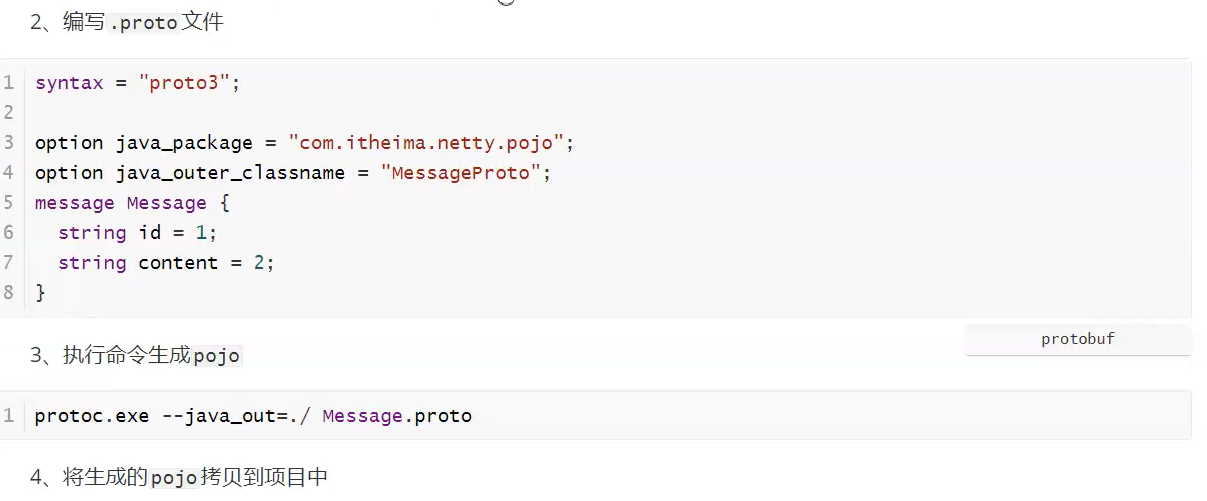 2、编写.proto文件
1 syntax = "proto3";
2
3 option java_package = "com.itheima.netty.pojo";
4 option java_outer_classname = "MessageProto";
5 message Message {
6 string id = 1;
7 string content = 2;
8 }
protobuf
3、执行命令生成pojo
1 protoc.exe --java_out=./ Message.proto
4、将生成的pojo拷贝到项目中